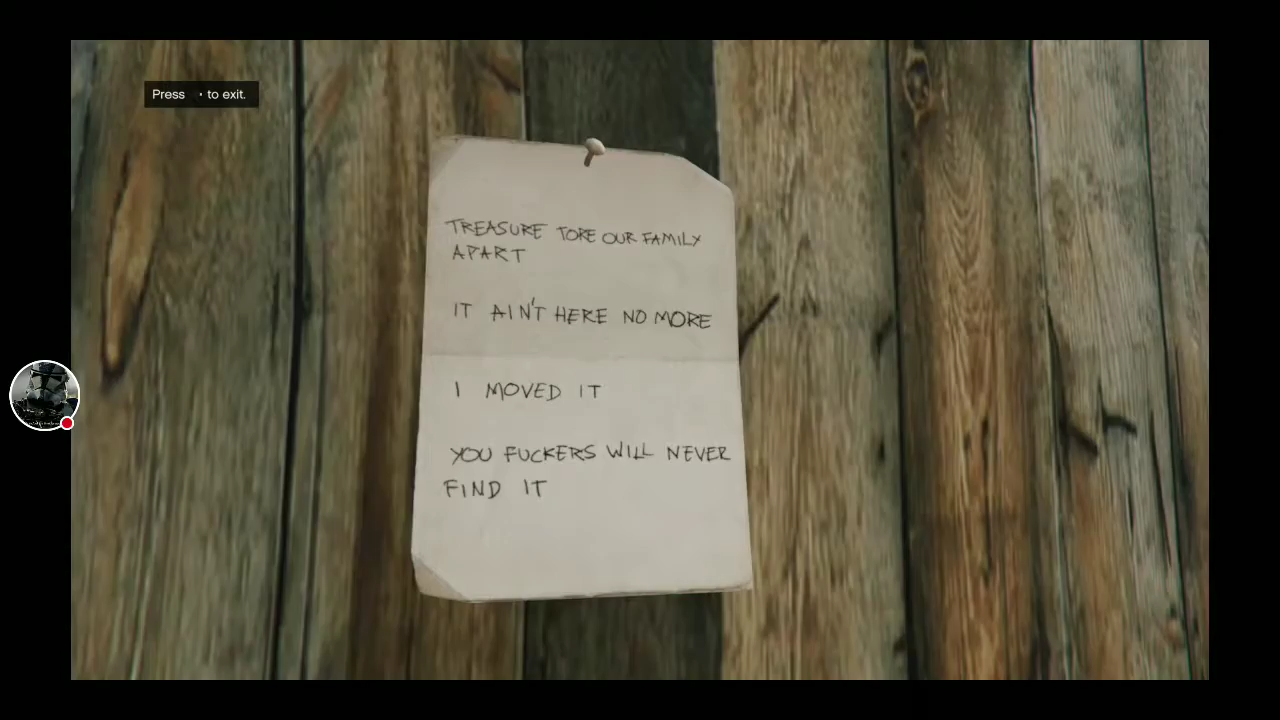 Press · to exit.
TREASURE TORE OUR FAMILY
APART
IT AIN'T HERE NO MORE
I MOVED IT
YOU FUCKERS WILL NEVER
FIND IT